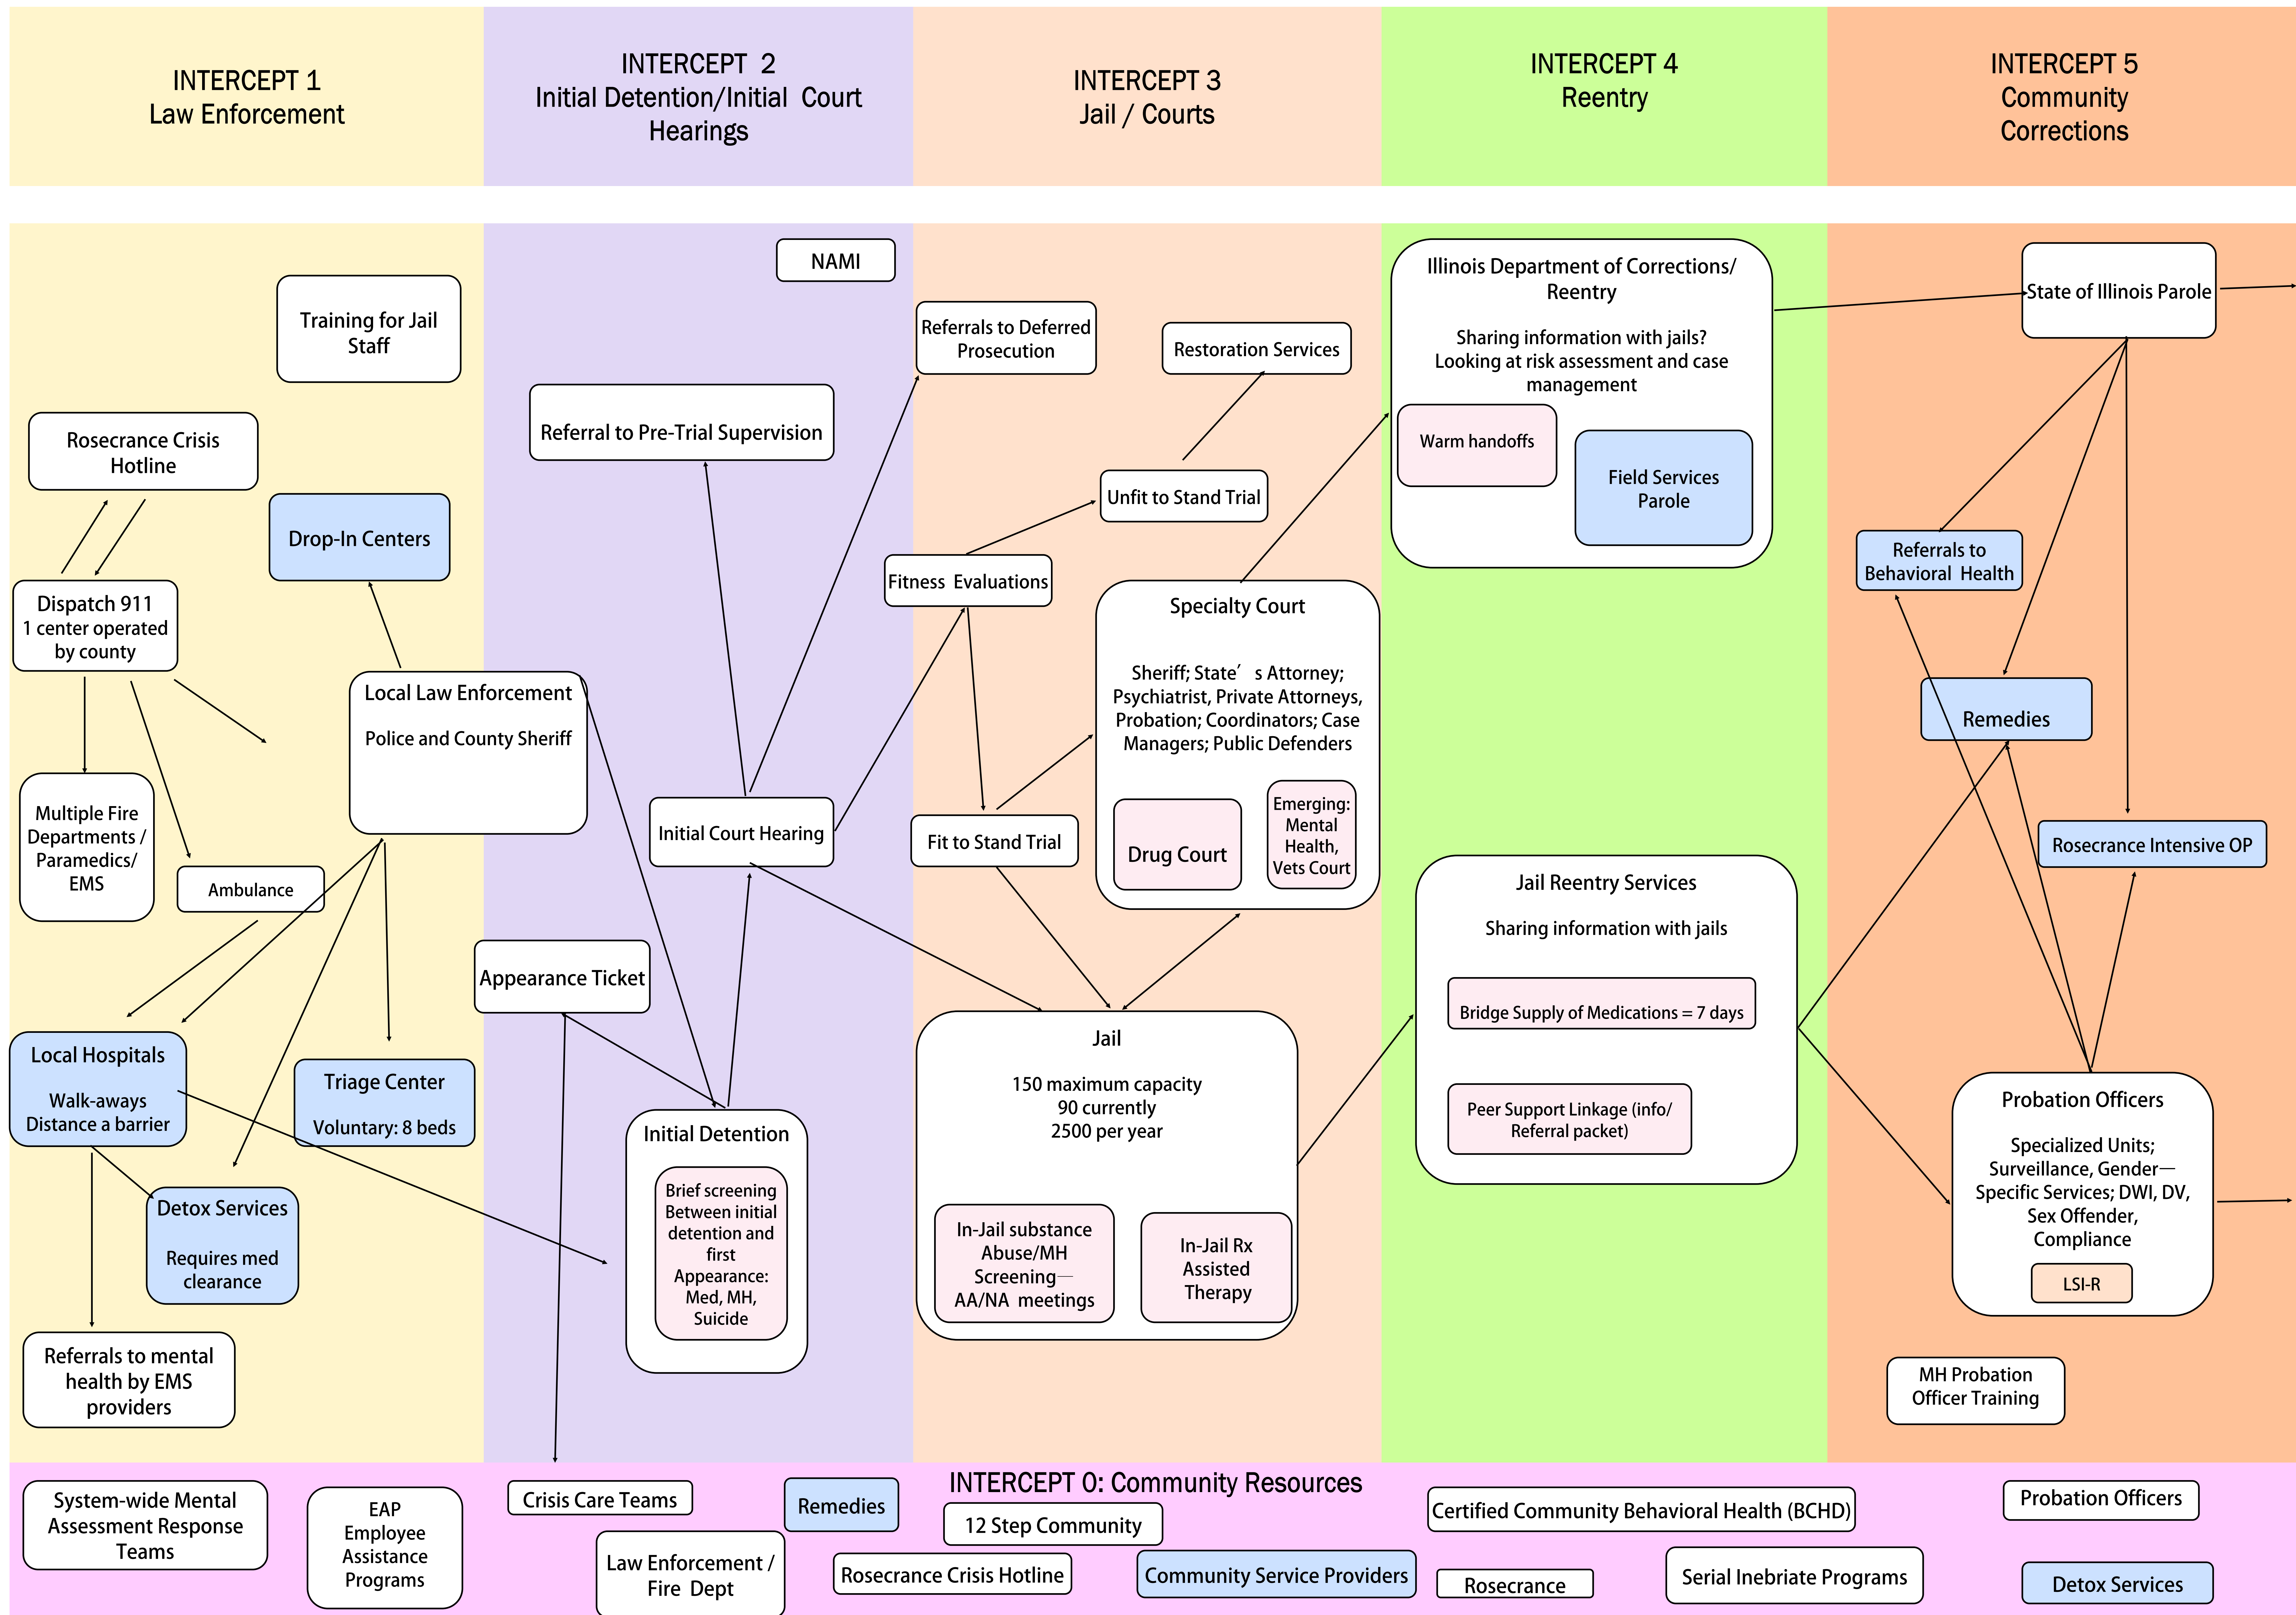 INTERCEPT 1
Law Enforcement
INTERCEPT 2
Initial Detention/Initial Court
Hearings
INTERCEPT 3
Jail / Courts
INTERCEPT 4
Reentry
INTERCEPT 5
Community
Corrections
Training for Jail
Staff
Rosecrance Crisis
Hotline
Drop-In Centers
Dispatch 911
1 center operated
by county
Local Law Enforcement
Police and County Sheriff
Multiple Fire
Departments /
Paramedics/
EMS
Ambulance
Local Hospitals
Walk-aways
Distance a barrier
Triage Center
Voluntary: 8 beds
Detox Services
Requires med
clearance
Referrals to mental
health by EMS
providers
NAMI
Referral to Pre-Trial Supervision
Initial Court Hearing
Appearance Ticket
Initial Detention
Brief screening
Between initial
detention and
first
Appearance:
Med, MH,
Suicide
Referrals to Deferred
Prosecution
Restoration Services
Unfit to Stand Trial
Fitness Evaluations
Fit to Stand Trial
Specialty Court
Sheriff; State′ s Attorney;
Psychiatrist, Private Attorneys,
Probation; Coordinators; Case
Managers; Public Defenders
Drug Court
Emerging:
Mental
Health,
Vets Court
Jail
150 maximum capacity
90 currently
2500 per year
In-Jail substance
Abuse/MH
Screening—
AA/NA meetings
In-Jail Rx
Assisted
Therapy
Illinois Department of Corrections/
Reentry
Sharing information with jails?
Looking at risk assessment and case
management
Warm handoffs
Field Services
Parole
Jail Reentry Services
Sharing information with jails
Bridge Supply of Medications = 7 days
Peer Support Linkage (info/
Referral packet)
State of Illinois Parole
Referrals to
Behavioral Health
Remedies
Rosecrance Intensive OP
Probation Officers
Specialized Units;
Surveillance, Gender—
Specific Services; DWI, DV,
Sex Offender,
Compliance
LSI-R
MH Probation
Officer Training
INTERCEPT 0: Community Resources
System-wide Mental
Assessment Response
Teams
EAP
Employee
Assistance
Programs
Crisis Care Teams
Law Enforcement /
Fire Dept
Remedies
12 Step Community
Rosecrance Crisis Hotline
Community Service Providers
Certified Community Behavioral Health (BCHD)
Rosecrance
Serial Inebriate Programs
Probation Officers
Detox Services